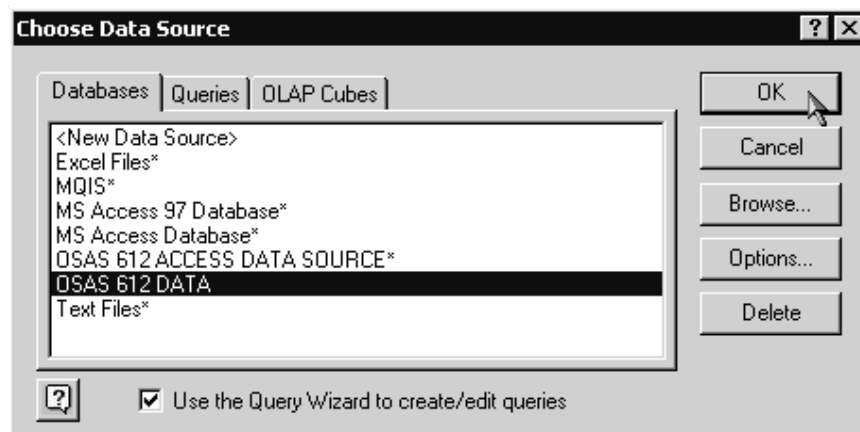 Choose Data Source
Databases
Queries
OLAP Cubes
<New Data Source>
Excel Files*
MQIS*
MS Access 97 Database*
MS Access Database*
OSAS 612 ACCESS DATA SOURCE*
OSAS 612 DATA
Text Files*
OK
Cancel
Browse...
Options...
Delete
Use the Query Wizard to create/edit queries